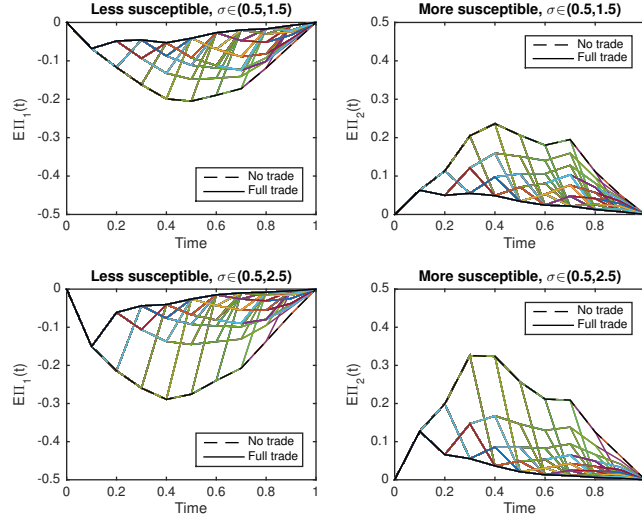 Less susceptible, σ∈(0.5,1.5)
0
-0.1
-0.2
-0.3
-0.4
-0.5
EΠ₁(t)
No trade
Full trade
0 0.2 0.4 0.6 0.8 1
Time
More susceptible, σ∈(0.5,1.5)
0.5
0.4
0.3
0.2
0.1
0
EΠ₂(t)
No trade
Full trade
0 0.2 0.4 0.6 0.8
Time
Less susceptible, σ∈(0.5,2.5)
0
-0.1
-0.2
-0.3
-0.4
-0.5
EΠ₁(t)
No trade
Full trade
0 0.2 0.4 0.6 0.8 1
Time
More susceptible, σ∈(0.5,2.5)
0.5
0.4
0.3
0.2
0.1
0
EΠ₂(t)
No trade
Full trade
0 0.2 0.4 0.6 0.8
Time